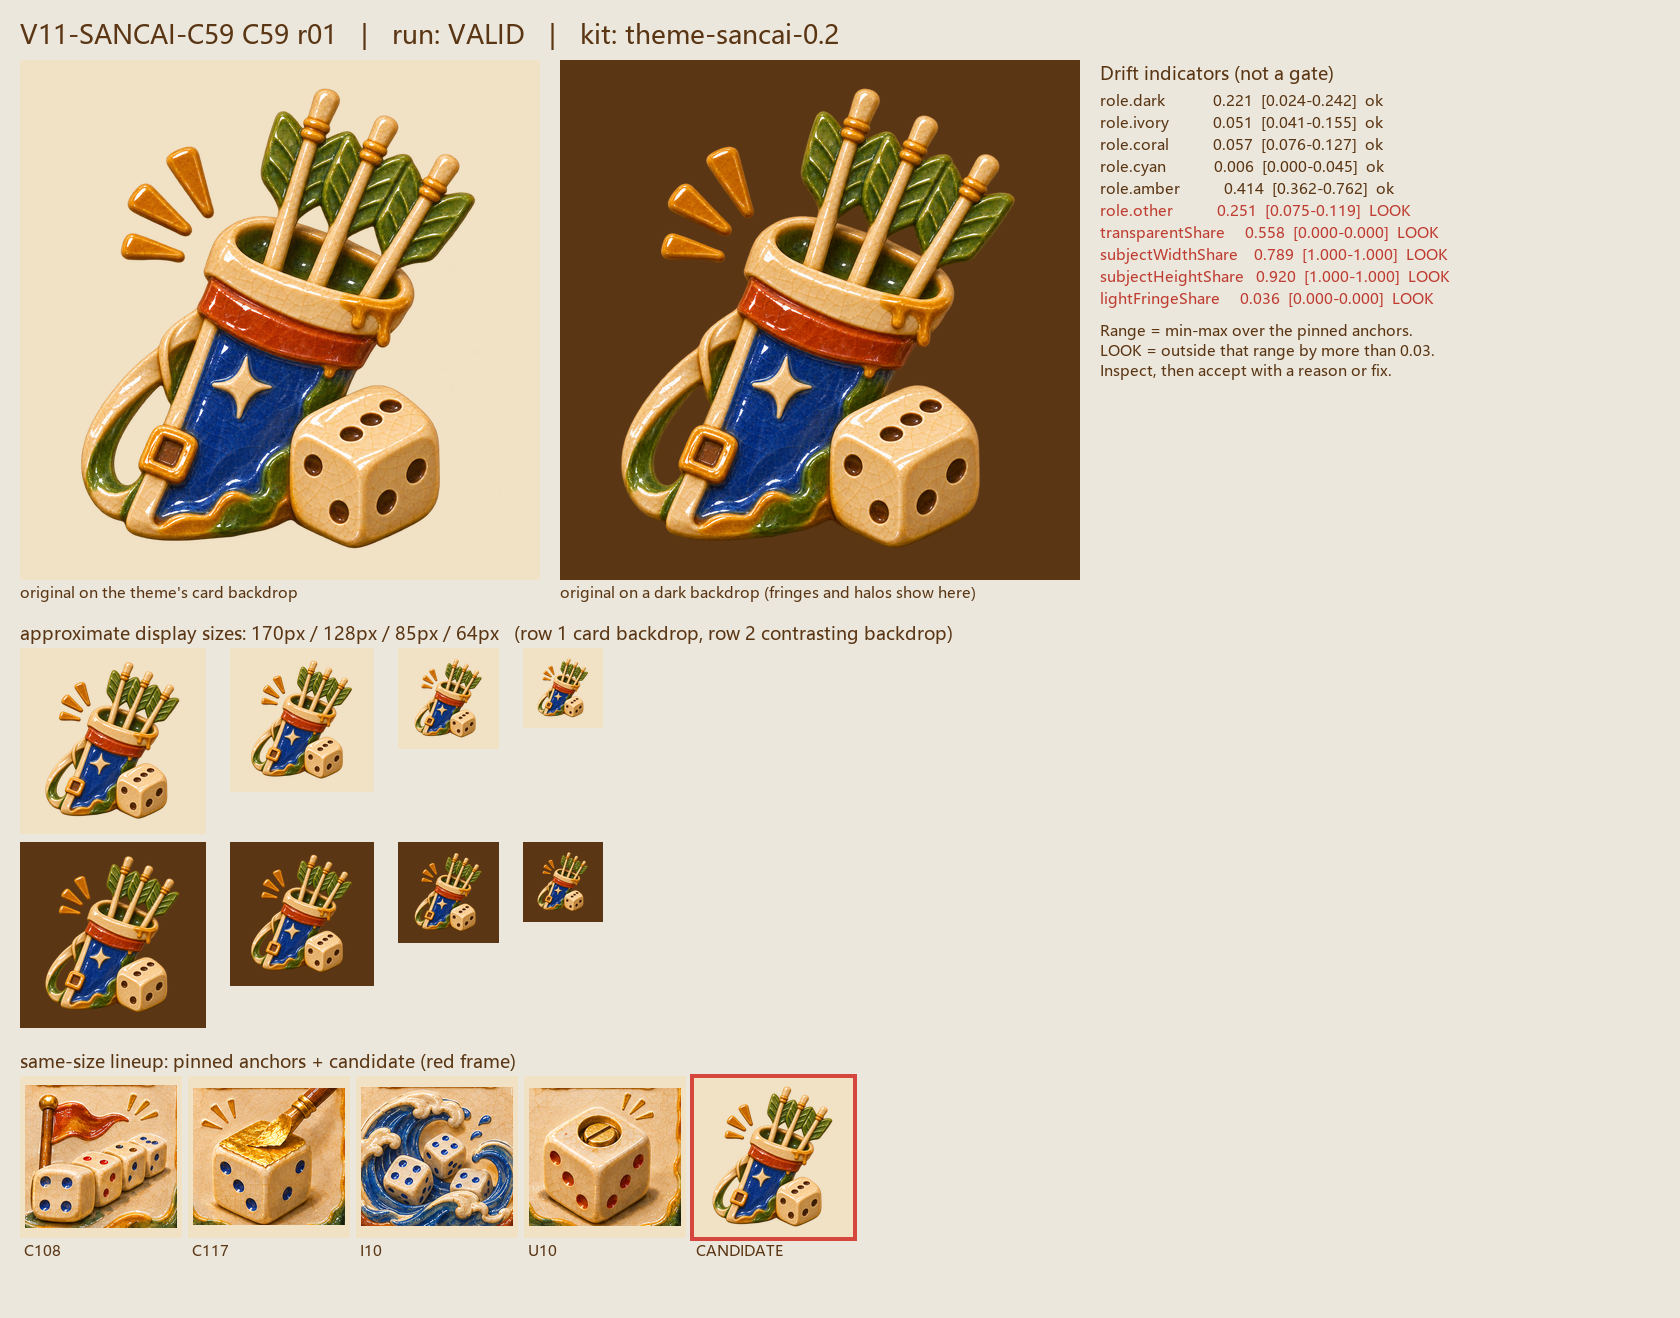 V11-SANCAI-C59 C59 r01 | run: VALID | kit: theme-sancai-0.2
Drift indicators (not a gate)
role.dark 0.221 [0.024-0.242] ok
role.ivory 0.051 [0.041-0.155] ok
role.coral 0.057 [0.076-0.127] ok
role.cyan 0.006 [0.000-0.045] ok
role.amber 0.414 [0.362-0.762] ok
role.other 0.251 [0.075-0.119] LOOK
transparentShare 0.558 [0.000-0.000] LOOK
subjectWidthShare 0.789 [1.000-1.000] LOOK
subjectHeightShare 0.920 [1.000-1.000] LOOK
lightFringeShare 0.036 [0.000-0.000] LOOK
Range = min-max over the pinned anchors.
LOOK = outside that range by more than 0.03.
Inspect, then accept with a reason or fix.
original on the theme's card backdrop
original on a dark backdrop (fringes and halos show here)
approximate display sizes: 170px / 128px / 85px / 64px (row 1 card backdrop, row 2 contrasting backdrop)
same-size lineup: pinned anchors + candidate (red frame)
C108
C117
I10
U10
CANDIDATE